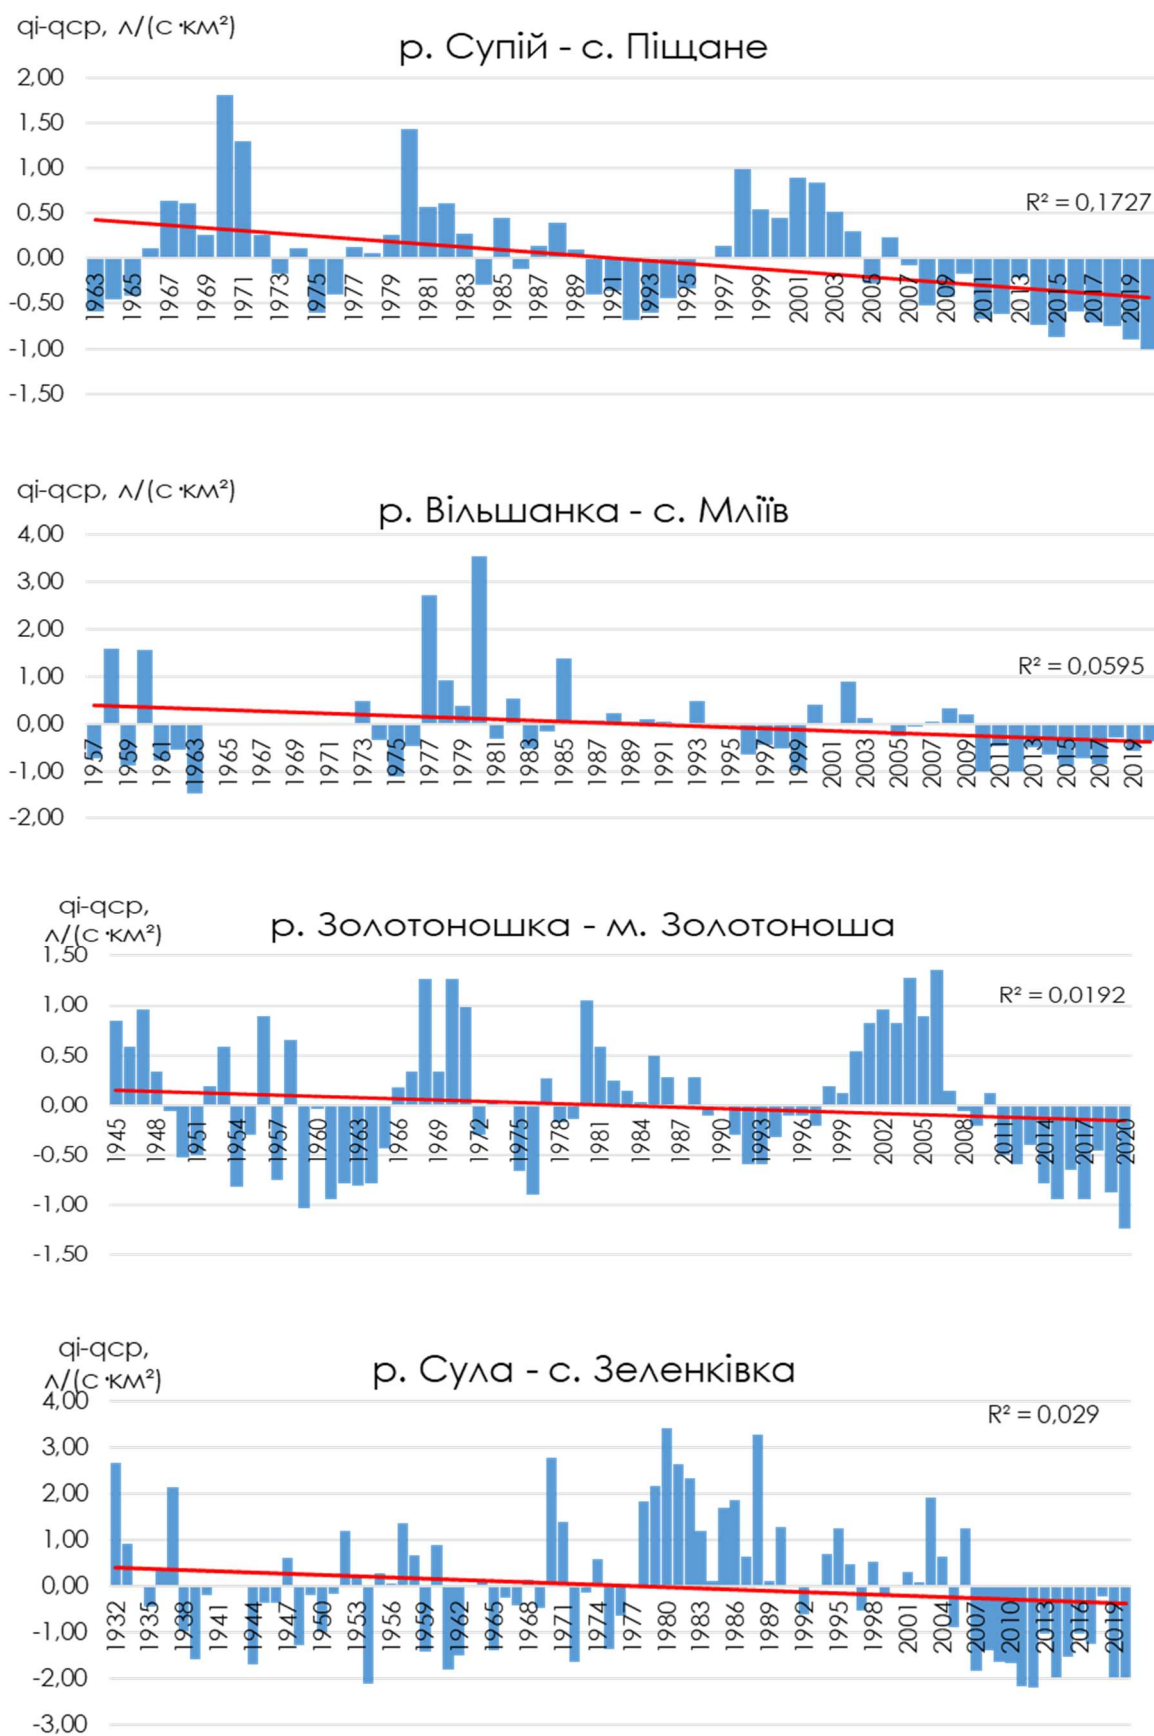 qi-qcp, л/(с·км²)
р. Супій - с. Піщане
2,00
1,50
1,00
0,50
0,00
-0,50
-1,00
-1,50
R² = 0,1727
1963 1965 1967 1969 1971 1973 1975 1977 1979 1981 1983 1985 1987 1989 1991 1993 1995 1997 1999 2001 2003 2005 2007 2009 2011 2013 2015 2017 2019
qi-qcp, л/(с·км²)
р. Вільшанка - с. Мліїв
4,00
3,00
2,00
1,00
0,00
-1,00
-2,00
R² = 0,0595
1957 1959 1961 1963 1965 1967 1969 1971 1973 1975 1977 1979 1981 1983 1985 1987 1989 1991 1993 1995 1997 1999 2001 2003 2005 2007 2009 2011 2013 2015 2017 2019
qi-qcp,
л/(с·км²)
р. Золотоношка - м. Золотоноша
1,50
1,00
0,50
0,00
-0,50
-1,00
-1,50
R² = 0,0192
1945 1948 1951 1954 1957 1960 1963 1966 1969 1972 1975 1978 1981 1984 1987 1990 1993 1996 1999 2002 2005 2008 2011 2014 2017 2020
qi-qcp,
л/(с·км²)
р. Сула - с. Зеленківка
4,00
3,00
2,00
1,00
0,00
-1,00
-2,00
-3,00
R² = 0,029
1932 1935 1938 1941 1944 1947 1950 1953 1956 1959 1962 1965 1968 1971 1974 1977 1980 1983 1986 1989 1992 1995 1998 2001 2004 2007 2010 2013 2016 2019